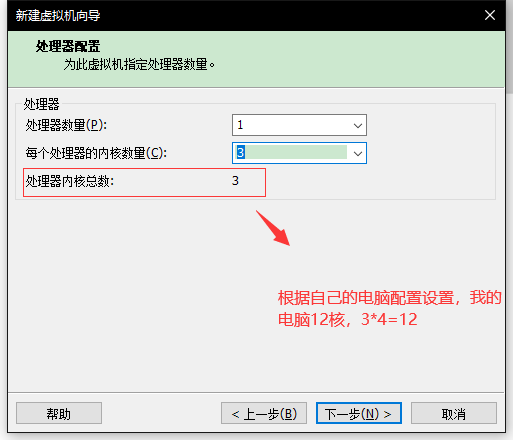 新建虚拟机向导
处理器配置
为此虚拟机指定处理器数量。
处理器
处理器数量(P): 1
每个处理器的内核数量(C): 3
处理器内核总数: 3
根据自己的电脑配置设置，我的
电脑12核，3*4=12
帮助 < 上一步(B) 下一步(N) > 取消